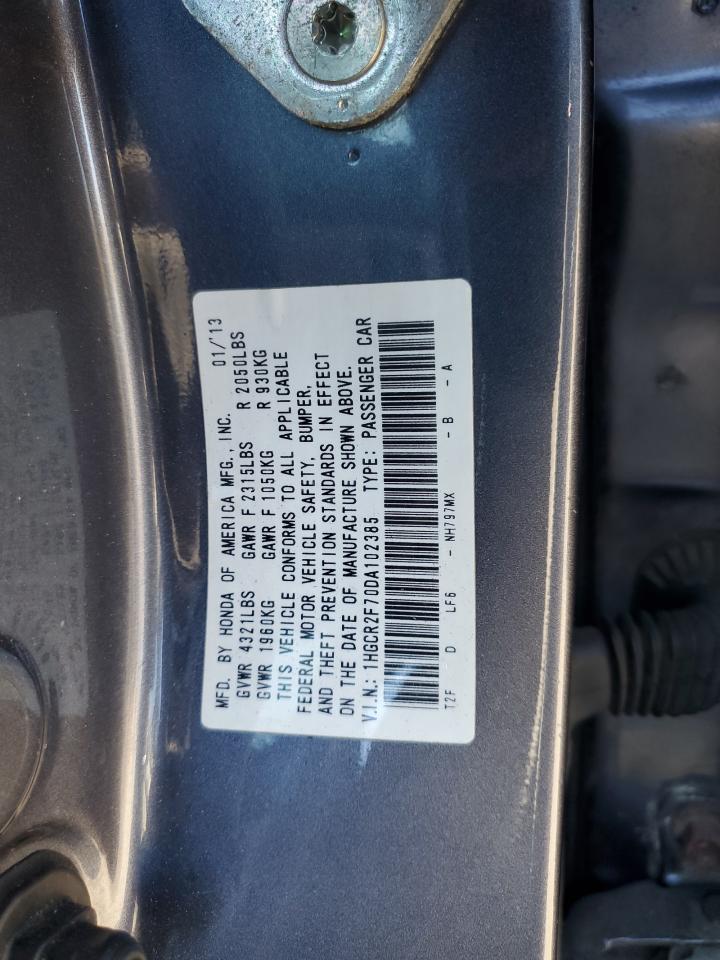 MFD. BY HONDA OF AMERICA MFG., INC. 01/'13
GVWR 4321LBS GAWR F 2315LBS R 2050LBS
GVWR 1960KG GAWR F 1050KG R 930KG
THIS VEHICLE CONFORMS TO ALL APPLICABLE
FEDERAL MOTOR VEHICLE SAFETY, BUMPER,
AND THEFT PREVENTION STANDARDS IN EFFECT
ON THE DATE OF MANUFACTURE SHOWN ABOVE.
V.I.N.: 1HGCR2F70DA102385 TYPE: PASSENGER CAR
T2F D LF6 - NH797MX - B - A